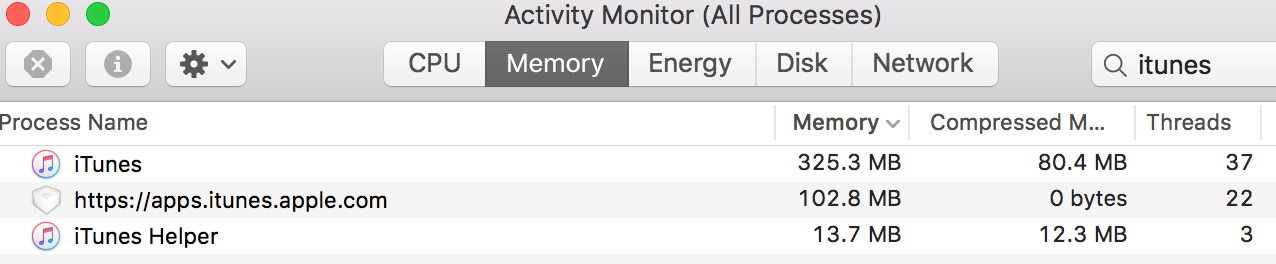 Activity Monitor (All Processes)
CPU Memory Energy Disk Network itunes
Process Name Memory Compressed M... Threads
iTunes 325.3 MB 80.4 MB 37
https://apps.itunes.apple.com 102.8 MB 0 bytes 22
iTunes Helper 13.7 MB 12.3 MB 3